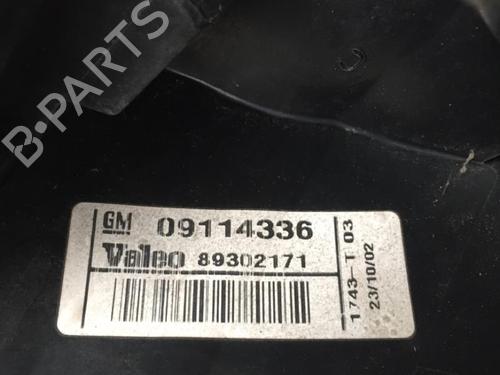 B-PARTS
GM 09114336
Valeo 89302171
1743-T 03
23/10/02